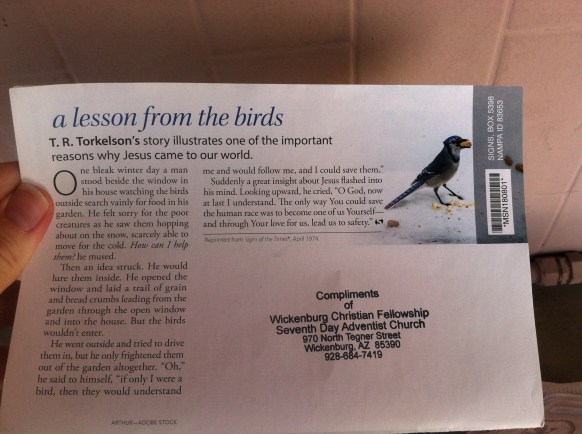 a lesson from the birds
T. R. Torkelson's story illustrates one of the important
reasons why Jesus came to our world.
One bleak winter day a man
stood beside the window in
his house watching the birds
outside search vainly for food in his
garden. He felt sorry for the poor
creatures as he saw them hopping
about on the snow, scarcely able to
move for the cold. How can I help
them? he mused.
Then an idea struck. He would
lure them inside. He opened the
window and laid a trail of grain
and bread crumbs leading from the
garden through the open window
and into the house. But the birds
wouldn't enter.
He went outside and tried to drive
them in, but he only frightened them
out of the garden altogether. "Oh,"
he said to himself, "if only I were a
bird, then they would understand
me and would follow me, and I could save them."
Suddenly a great insight about Jesus flashed into
his mind. Looking upward, he cried, "O God, now
at last I understand. The only way You could save
the human race was to become one of us Yourself—
and through Your love for us, lead us to safety."
Reprinted from Signs of the Times®, April 1974
ARTHUR—ADOBE STOCK
SIGNS, BOX 5398
NAMPA ID 83653
*MSN180801*
Compliments
of
Wickenburg Christian Fellowship
Seventh Day Adventist Church
970 North Tegner Street
Wickenburg, AZ 85390
928-684-7419